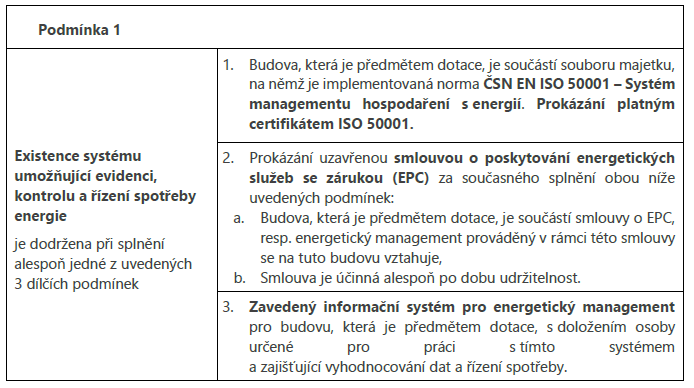 Podmínka 1
Existence systému
umožňující evidenci,
kontrolu a řízení spotřeby
energie
je dodržena při splnění
alespoň jedné z uvedených
3 dílčích podmínek
1. Budova, která je předmětem dotace, je součástí souboru majetku,
na němž je implementovaná norma ČSN EN ISO 50001 – Systém
managementu hospodaření s energií. Prokázání platným
certifikátem ISO 50001.
2. Prokázání uzavřenou smlouvou o poskytování energetických
služeb se zárukou (EPC) za současného splnění obou níže
uvedených podmínek:
a. Budova, která je předmětem dotace, je součástí smlouvy o EPC,
resp. energetický management prováděný v rámci této smlouvy
se na tuto budovu vztahuje,
b. Smlouva je účinná alespoň po dobu udržitelnost.
3. Zavedený informační systém pro energetický management
pro budovu, která je předmětem dotace, s doložením osoby
určené pro práci s tímto systémem
a zajišťující vyhodnocování dat a řízení spotřeby.